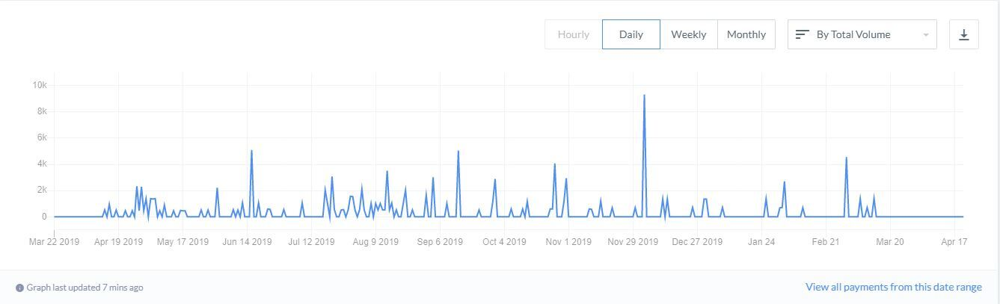 Hourly Daily Weekly Monthly By Total Volume
10k
8k
6k
4k
2k
0
Mar 22 2019 Apr 19 2019 May 17 2019 Jun 14 2019 Jul 12 2019 Aug 9 2019 Sep 6 2019 Oct 4 2019 Nov 1 2019 Nov 29 2019 Dec 27 2019 Jan 24 Feb 21 Mar 20 Apr 17
Graph last updated 7 mins ago View all payments from this date range